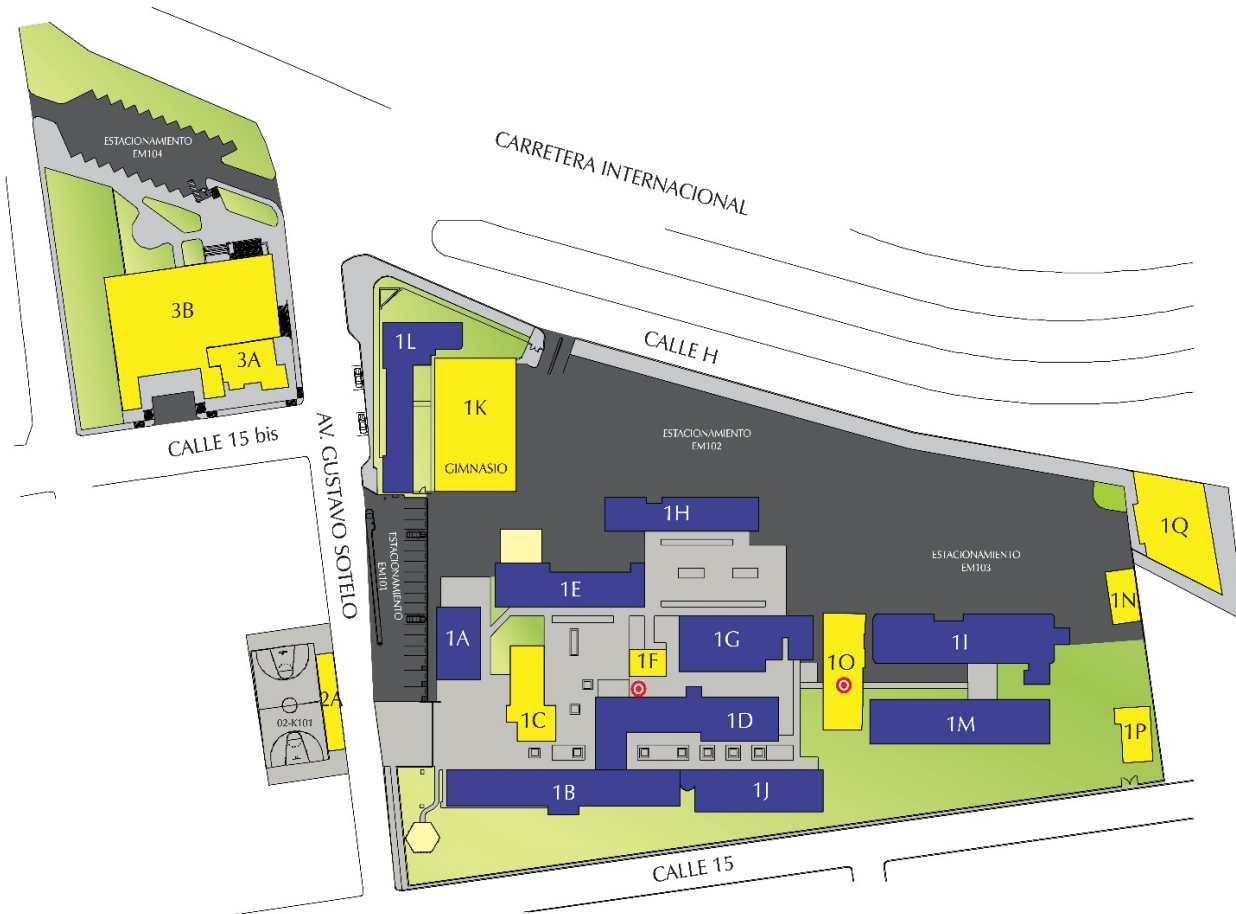 ESTACIONAMIENTO
EM104
CARRETERA INTERNACIONAL
3B
3A
CALLE 15 bis
AV. GUSTAVO SOTELO
1L
CALLE H
1K
GIMNASIO
ESTACIONAMIENTO
EM102
1H
1Q
ESTACIONAMIENTO
EM101
ESTACIONAMIENTO
EM103
1E
1N
1A
1G
1I
1F
1O
2A
02-K101
1C
1D
1M
1P
1B
1J
CALLE 15